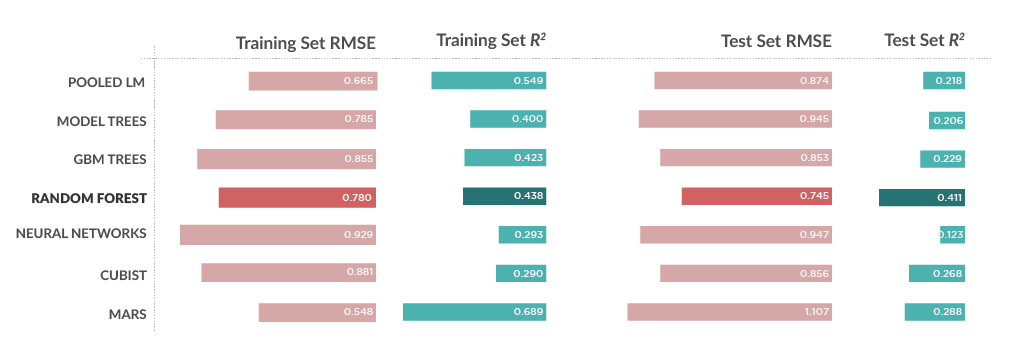 Training Set RMSE Training Set R² Test Set RMSE Test Set R²
POOLED LM 0.665 0.549 0.874 0.218
MODEL TREES 0.785 0.400 0.945 0.206
GBM TREES 0.855 0.423 0.853 0.229
RANDOM FOREST 0.780 0.438 0.745 0.411
NEURAL NETWORKS 0.929 0.293 0.947 0.123
CUBIST 0.881 0.290 0.856 0.268
MARS 0.548 0.689 1.107 0.288